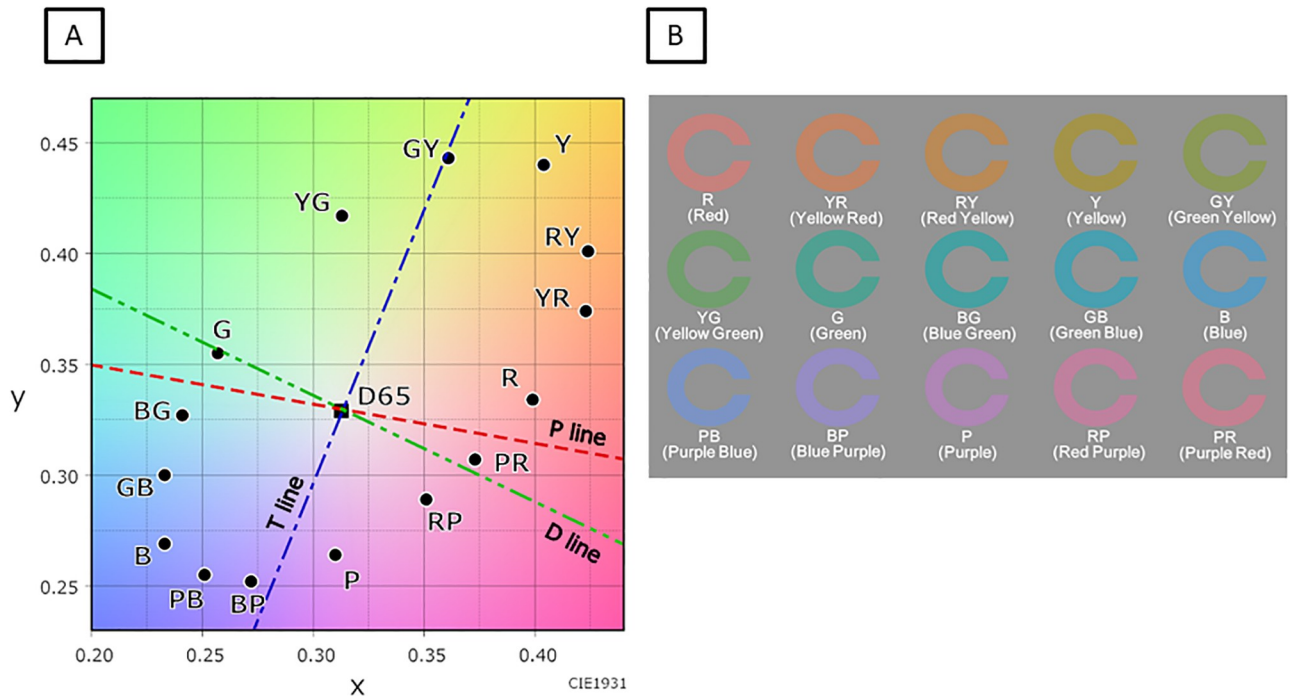 A
B
0.45
0.40
0.35
0.30
0.25
y
GY
Y
YG
RY
YR
G
D65
R
BG
P line
PR
GB
RP
T line
D line
B
P
PB
BP
0.20
0.25
0.30
0.35
0.40
x
CIE1931
R
(Red)
YR
(Yellow Red)
RY
(Red Yellow)
Y
(Yellow)
GY
(Green Yellow)
YG
(Yellow Green)
G
(Green)
BG
(Blue Green)
GB
(Green Blue)
B
(Blue)
PB
(Purple Blue)
BP
(Blue Purple)
P
(Purple)
RP
(Red Purple)
PR
(Purple Red)